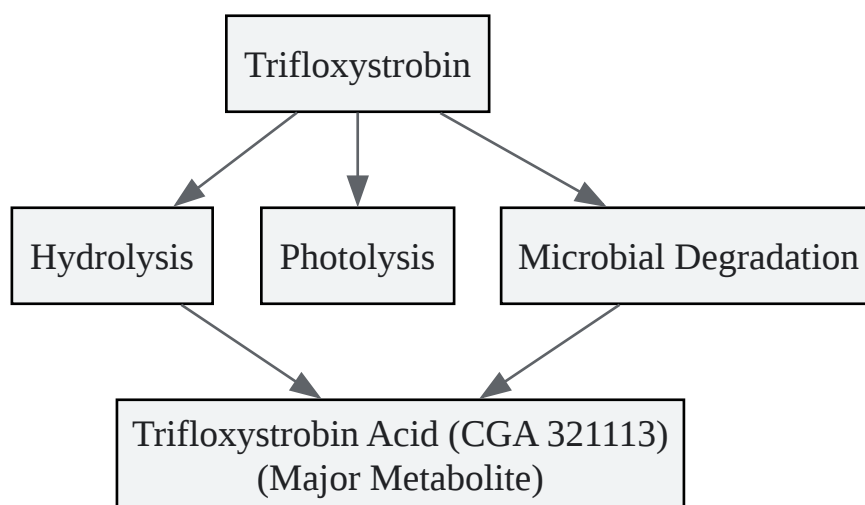 Trifloxystrobin
Hydrolysis
Photolysis
Microbial Degradation
Trifloxystrobin Acid (CGA 321113)
(Major Metabolite)